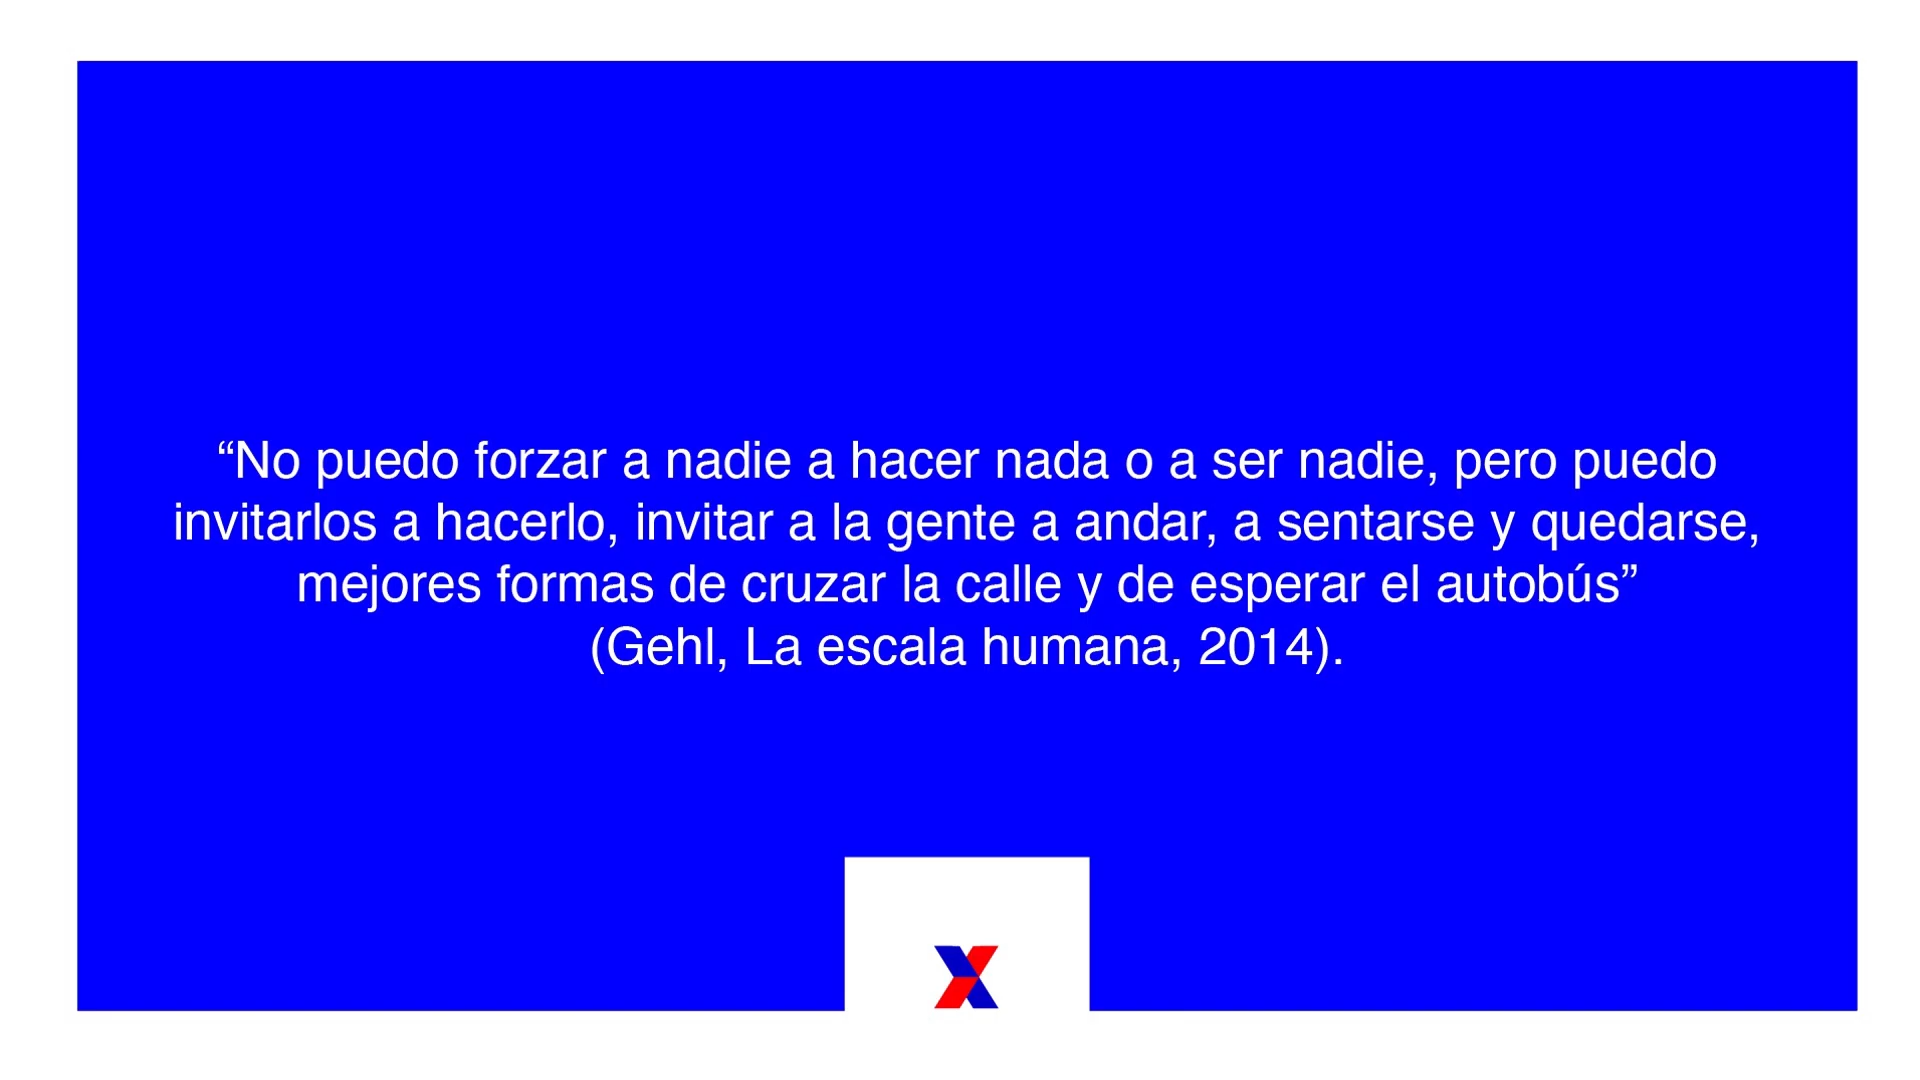 “No puedo forzar a nadie a hacer nada o a ser nadie, pero puedo
invitarlos a hacerlo, invitar a la gente a andar, a sentarse y quedarse,
mejores formas de cruzar la calle y de esperar el autobús”
(Gehl, La escala humana, 2014).
X